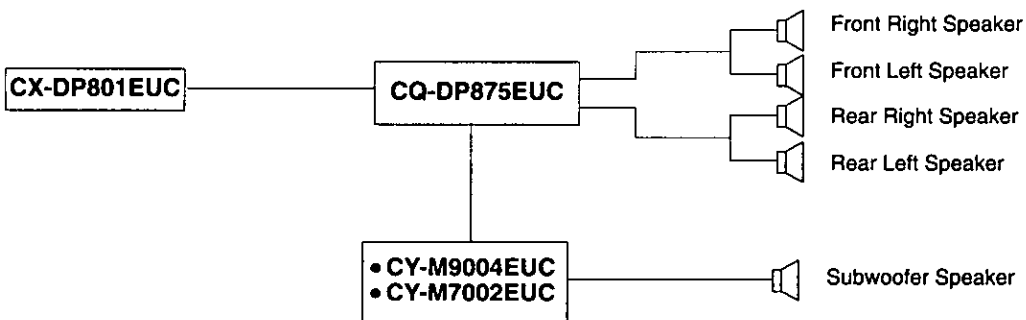 Front Right Speaker
CX-DP801EUC
CQ-DP875EUC
Front Left Speaker
Rear Right Speaker
Rear Left Speaker
• CY-M9004EUC
• CY-M7002EUC
Subwoofer Speaker